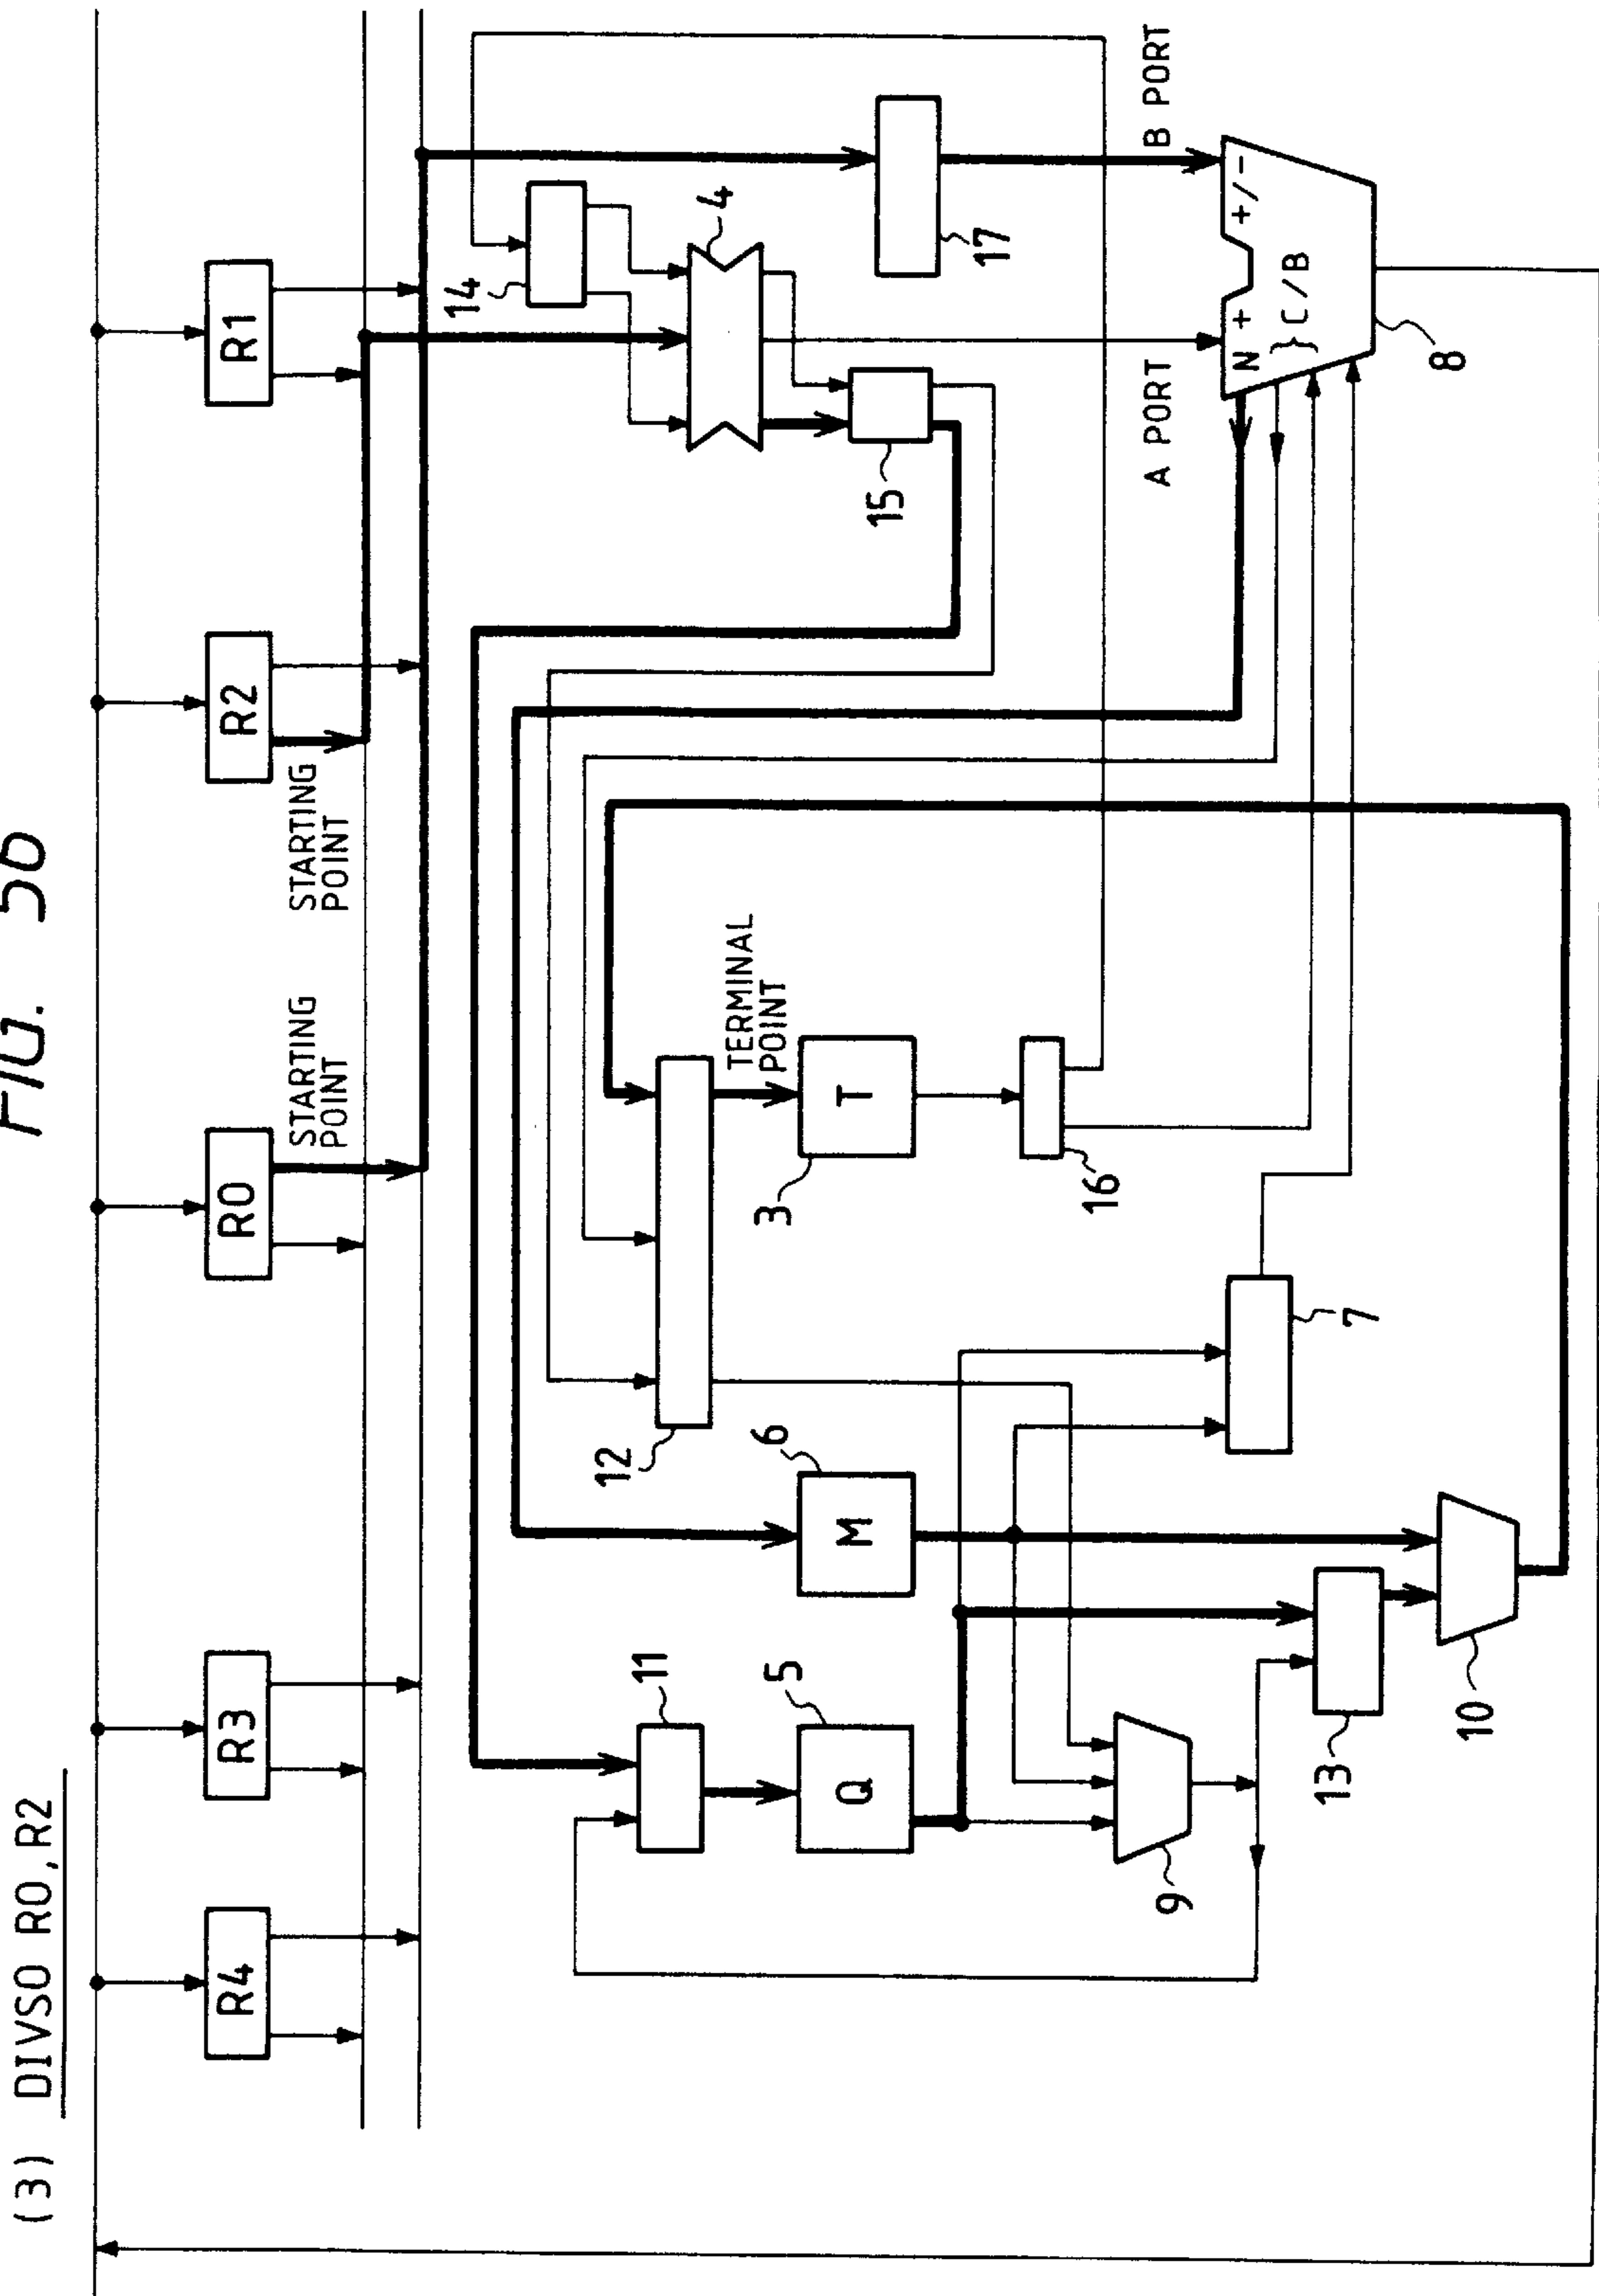 FIG. 5b
(3) DIVS0 R0,R2
R4
R3
R0
R2
R1
STARTING
POINT
STARTING
POINT
14
12
11
4
TERMINAL
POINT
5
6
3
Q
M
T
15
17
16
9
A PORT
B PORT
N + +/-
} C/B
13
7
10
8